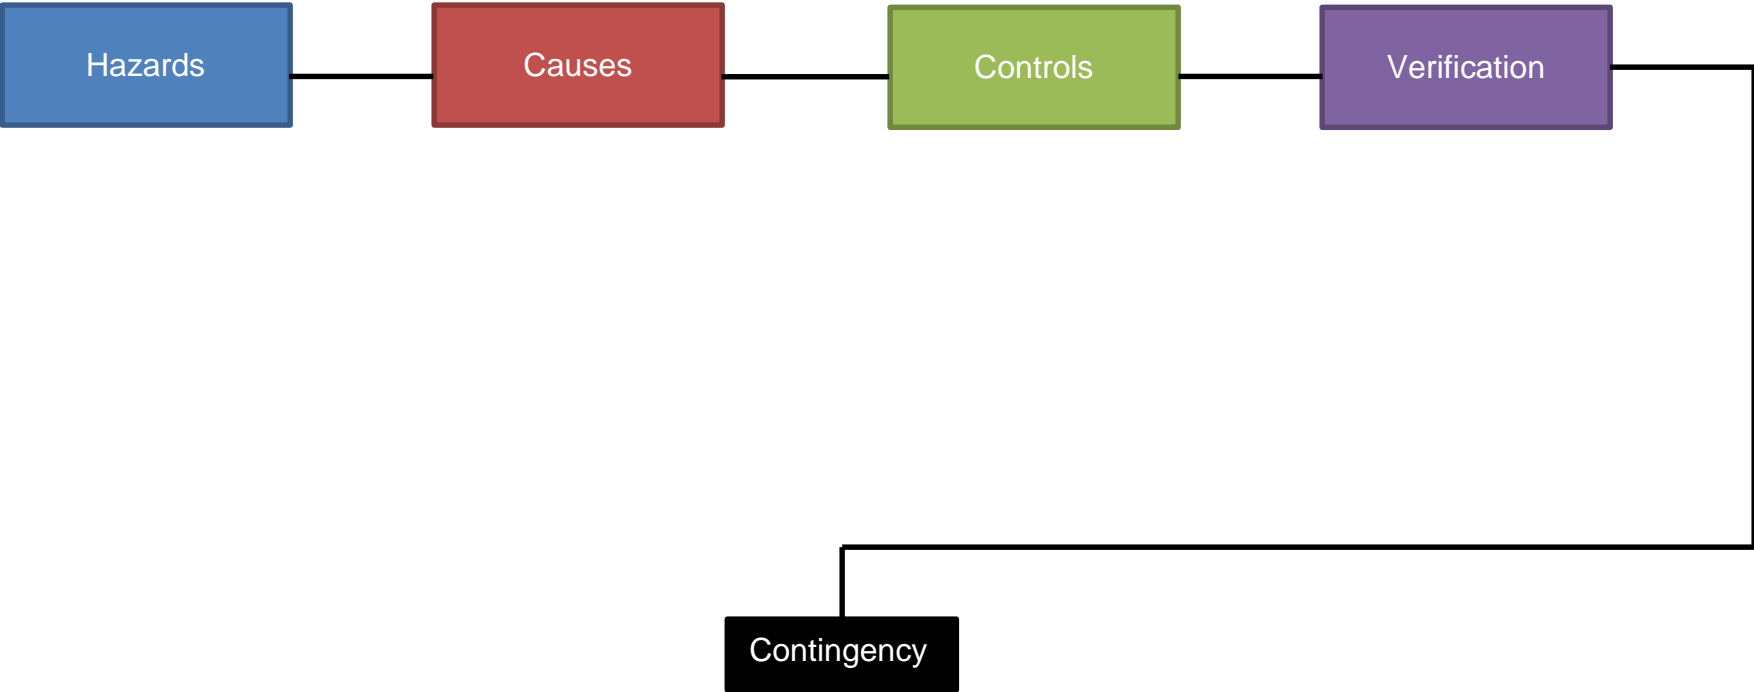 Hazards
Causes
Controls
Verification
Contingency